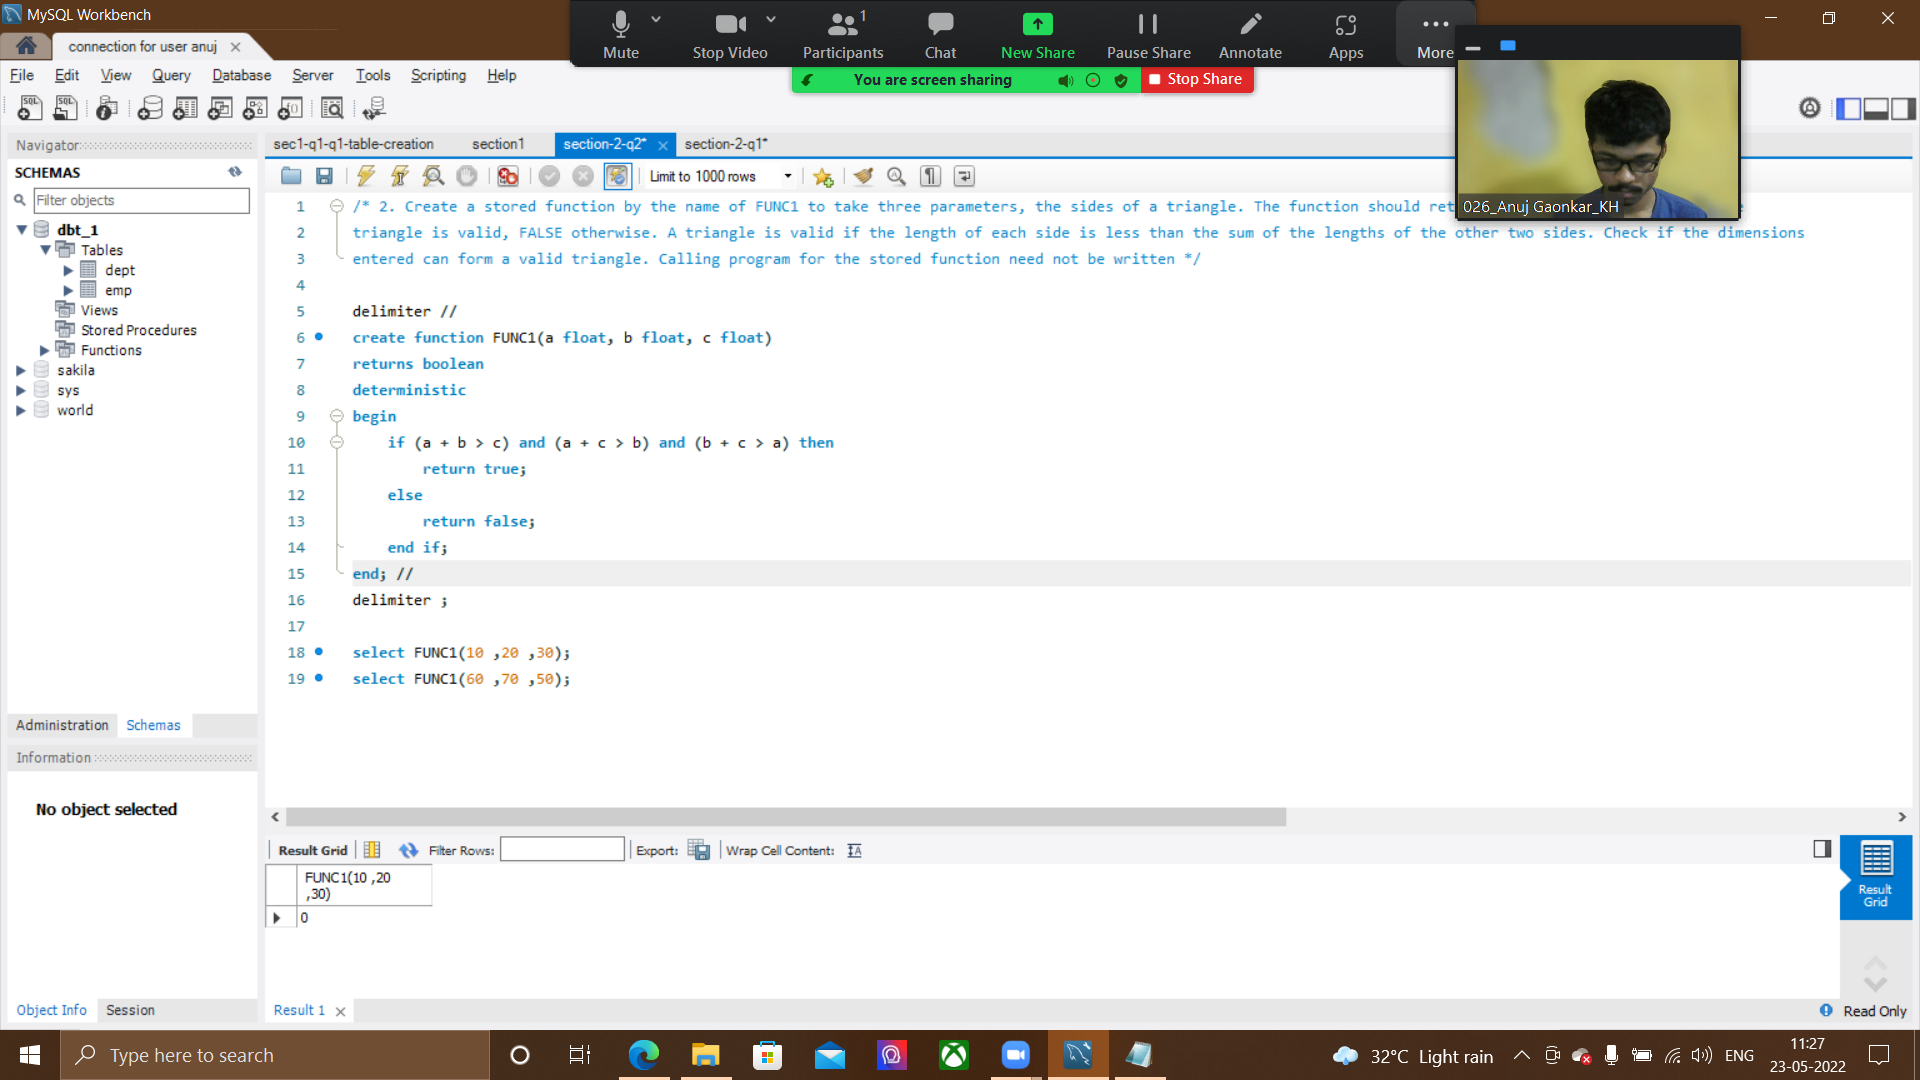 MySQL Workbench
connection for user anuj
File Edit View Query Database Server Tools Scripting Help
Mute Stop Video Participants 1 Chat New Share Pause Share Annotate Apps More
You are screen sharing Stop Share
026_Anuj Gaonkar_KH
Navigator
SCHEMAS
Filter objects
dbt_1
Tables
dept
emp
Views
Stored Procedures
Functions
sakila
sys
world
Administration Schemas
Information
No object selected
Object Info Session
sec1-q1-q1-table-creation section1 section-2-q2* section-2-q1*
Limit to 1000 rows
1 /* 2. Create a stored function by the name of FUNC1 to take three parameters, the sides of a triangle. The function should
2 triangle is valid, FALSE otherwise. A triangle is valid if the length of each side is less than the sum of the lengths of the other two sides. Check if the dimensions
3 entered can form a valid triangle. Calling program for the stored function need not be written */
4
5 delimiter //
6 create function FUNC1(a float, b float, c float)
7 returns boolean
8 deterministic
9 begin
10 if (a + b > c) and (a + c > b) and (b + c > a) then
11 return true;
12 else
13 return false;
14 end if;
15 end; //
16 delimiter ;
17
18 select FUNC1(10 ,20 ,30);
19 select FUNC1(60 ,70 ,50);
Result Grid Filter Rows: Export: Wrap Cell Content:
FUNC1(10 ,20
,30)
0
Result
Grid
Result 1
Read Only
Type here to search
32°C Light rain
ENG
11:27
23-05-2022